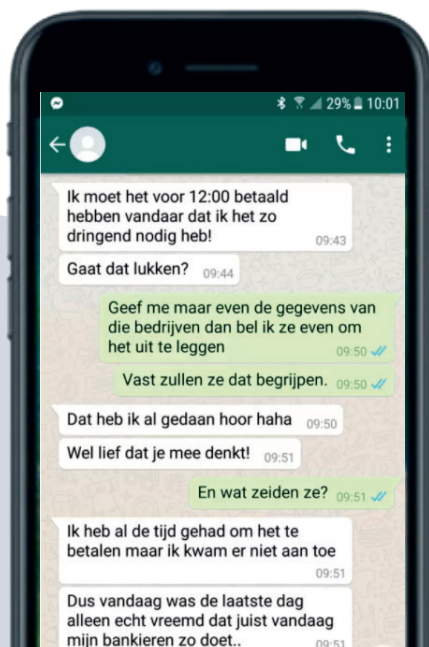 29% 10:01
Ik moet het voor 12:00 betaald
hebben vandaar dat ik het zo
dringend nodig heb!
09:43
Gaat dat lukken? 09:44
Geef me maar even de gegevens van
die bedrijven dan bel ik ze even om
het uit te leggen
09:50
Vast zullen ze dat begrijpen. 09:50
Dat heb ik al gedaan hoor haha 09:50
Wel lief dat je mee denkt! 09:51
En wat zeiden ze? 09:51
Ik heb al de tijd gehad om het te
betalen maar ik kwam er niet aan toe
09:51
Dus vandaag was de laatste dag
alleen echt vreemd dat juist vandaag
mijn bankieren zo doet..
09:51